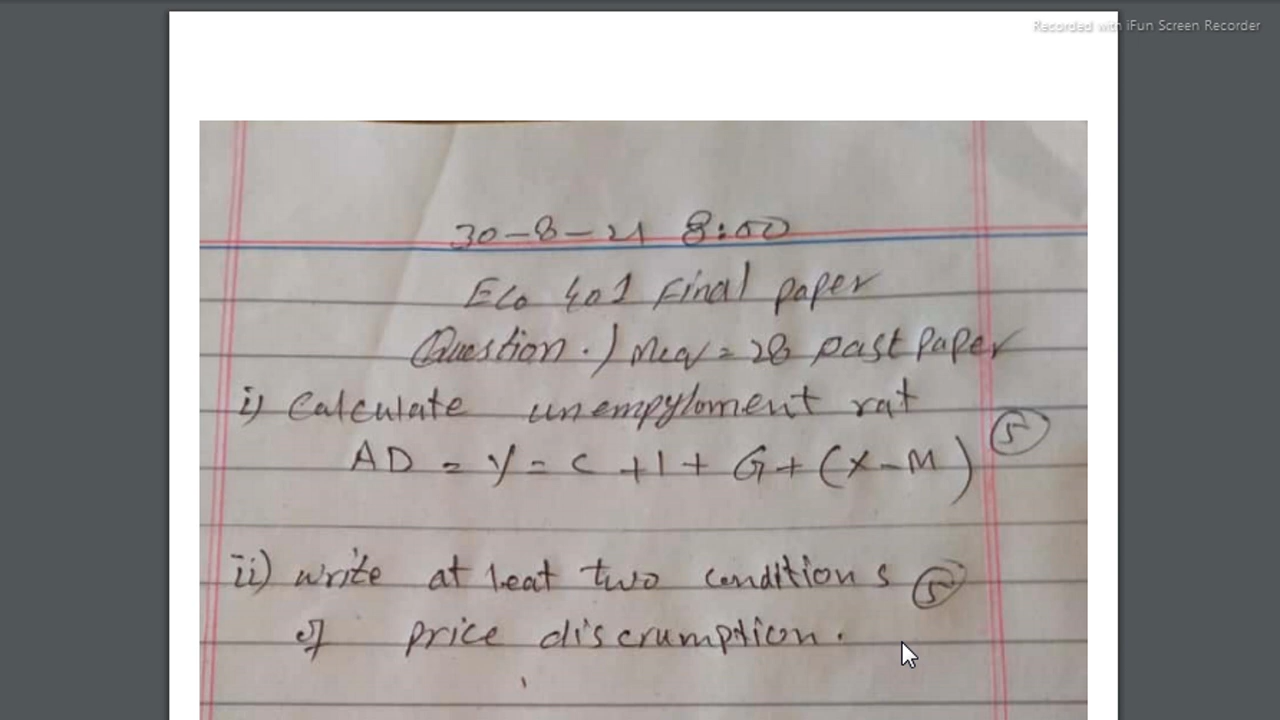 Recorded with iFun Screen Recorder
30-8-21 8:00
Eco 401 Final paper
Question.) Mcq = 28 past paper
i) Calculate unempyloment rat
AD = Y = C + I + G + (X-M) 5
ii) write at leat two conditions 5
of price discrumption.